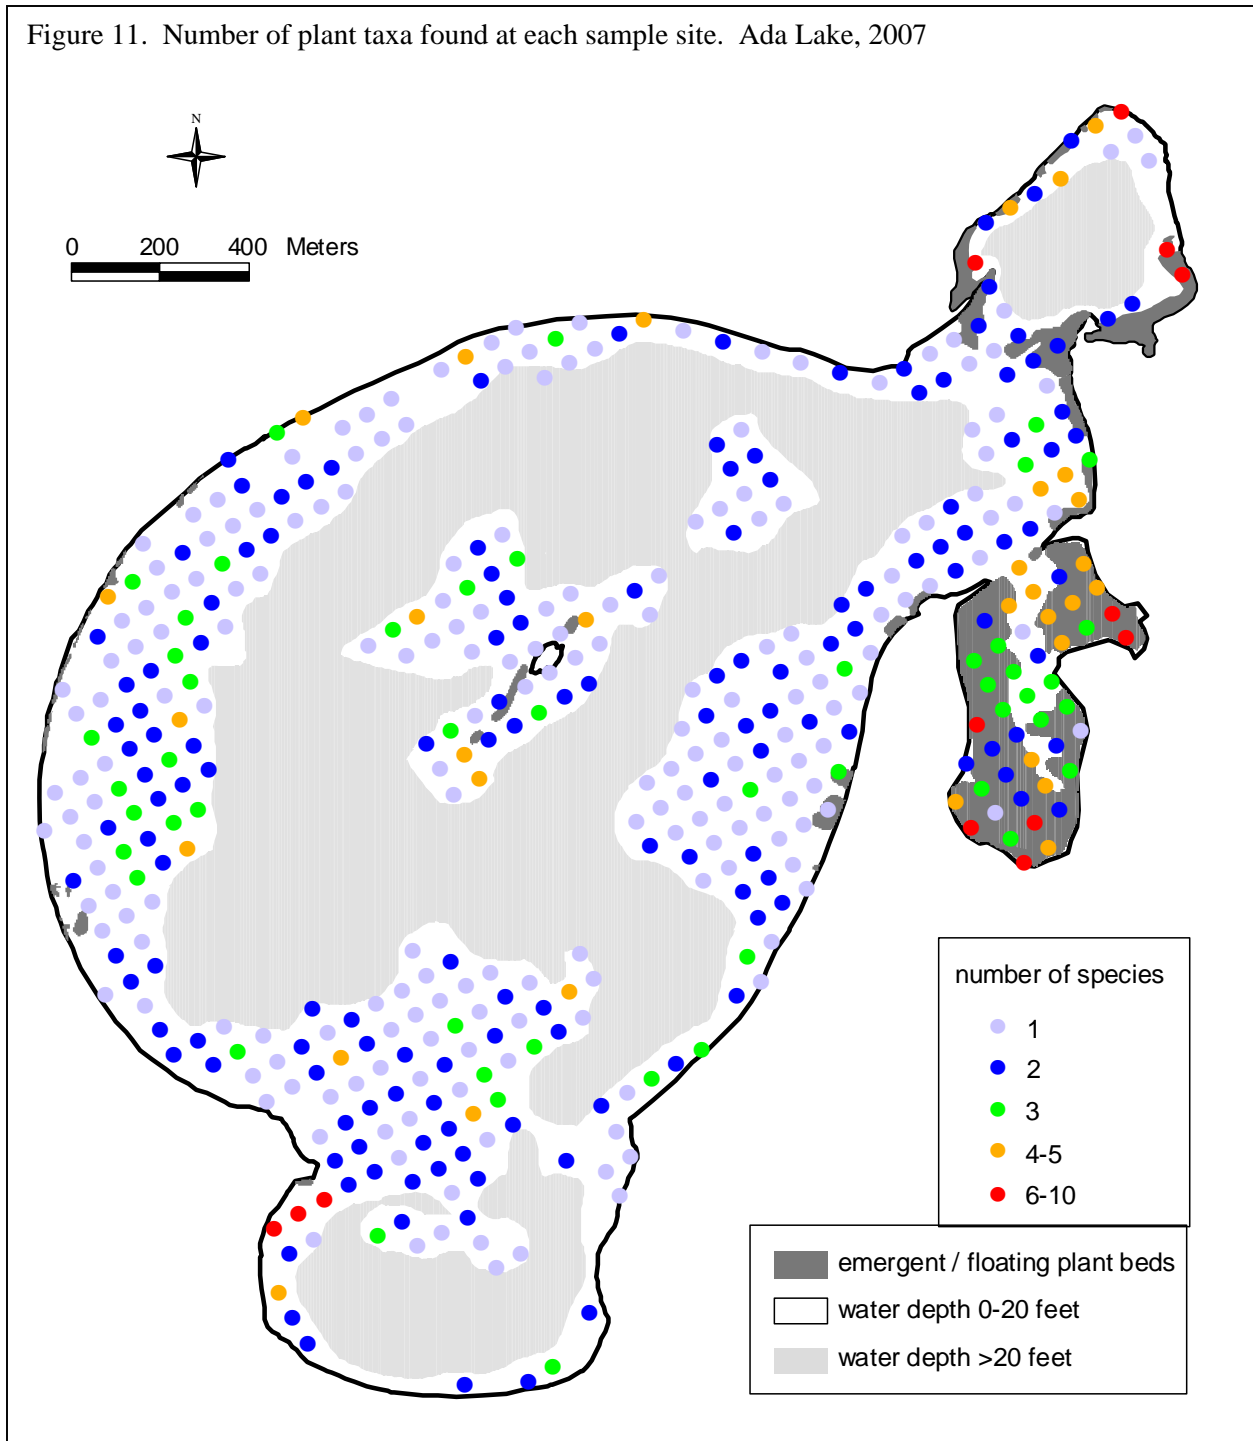 Figure 11. Number of plant taxa found at each sample site. Ada Lake, 2007
N
0 200 400 Meters
number of species
1
2
3
4-5
6-10
emergent / floating plant beds
water depth 0-20 feet
water depth >20 feet